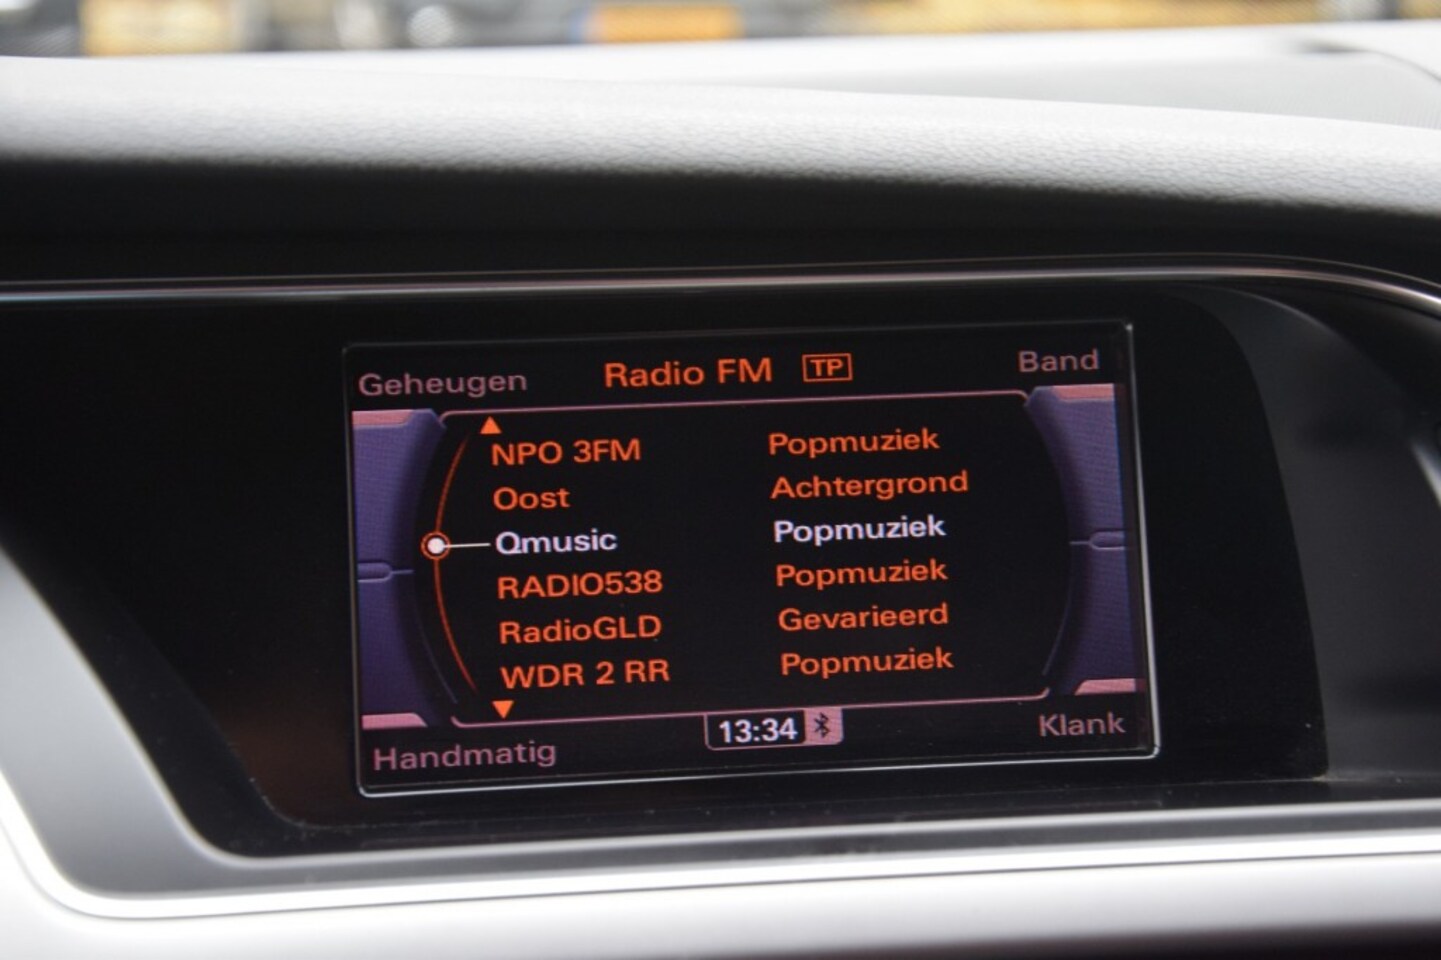 Geheugen Radio FM TP Band
NPO 3FM Popmuziek
Oost Achtergrond
Qmusic Popmuziek
RADIO538 Popmuziek
RadioGLD Gevarieerd
WDR 2 RR Popmuziek
Handmatig 13:34 Klank